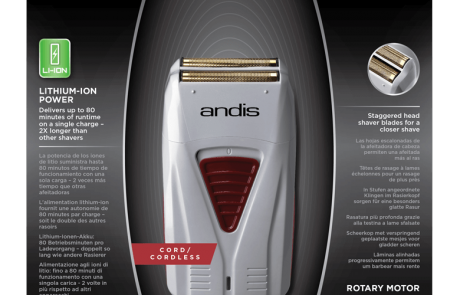 LI-ION
LITHIUM-ION
POWER
Delivers up to 80
minutes of runtime
on a single charge –
2X longer than
other shavers
La potencia de los iones
de litio suministra hasta
80 minutos de tiempo de
funcionamiento con una
sola carga – 2 veces más
tiempo que otras
afeitadoras
L'alimentation lithium-ion
fournit une autonomie de
80 minutes par charge –
soit le double des autres
rasoirs
Lithium-Ionen-Akku:
80 Betriebsminuten pro
Ladevorgang – doppelt so
lang wie andere Rasierer
Alimentazione agli ioni di
litio: fino a 80 minuti di
funzionamento con una
singola carica - 2 volte in
più rispetto ad altri
andis
CORD/
CORDLESS
Staggered head
shaver blades for a
closer shave
Las hojas escalonadas de
la afeitadora de cabezal
permiten una afeitada
más al ras
Têtes de rasage à lames
échelonnées pour un rasage
de plus près
In Stufen angeordnete
Klingen im Rasierkopf
sorgen für eine besonders
glatte Rasur
Rasatura più profonda grazie
alla testina a lame sfalsate
Scheerkop met verspringend
geplaatste mesjes voor
gladder scheren
Lâminas alinhadas
progressivamente permitem
um barbear mais rente
ROTARY MOTOR